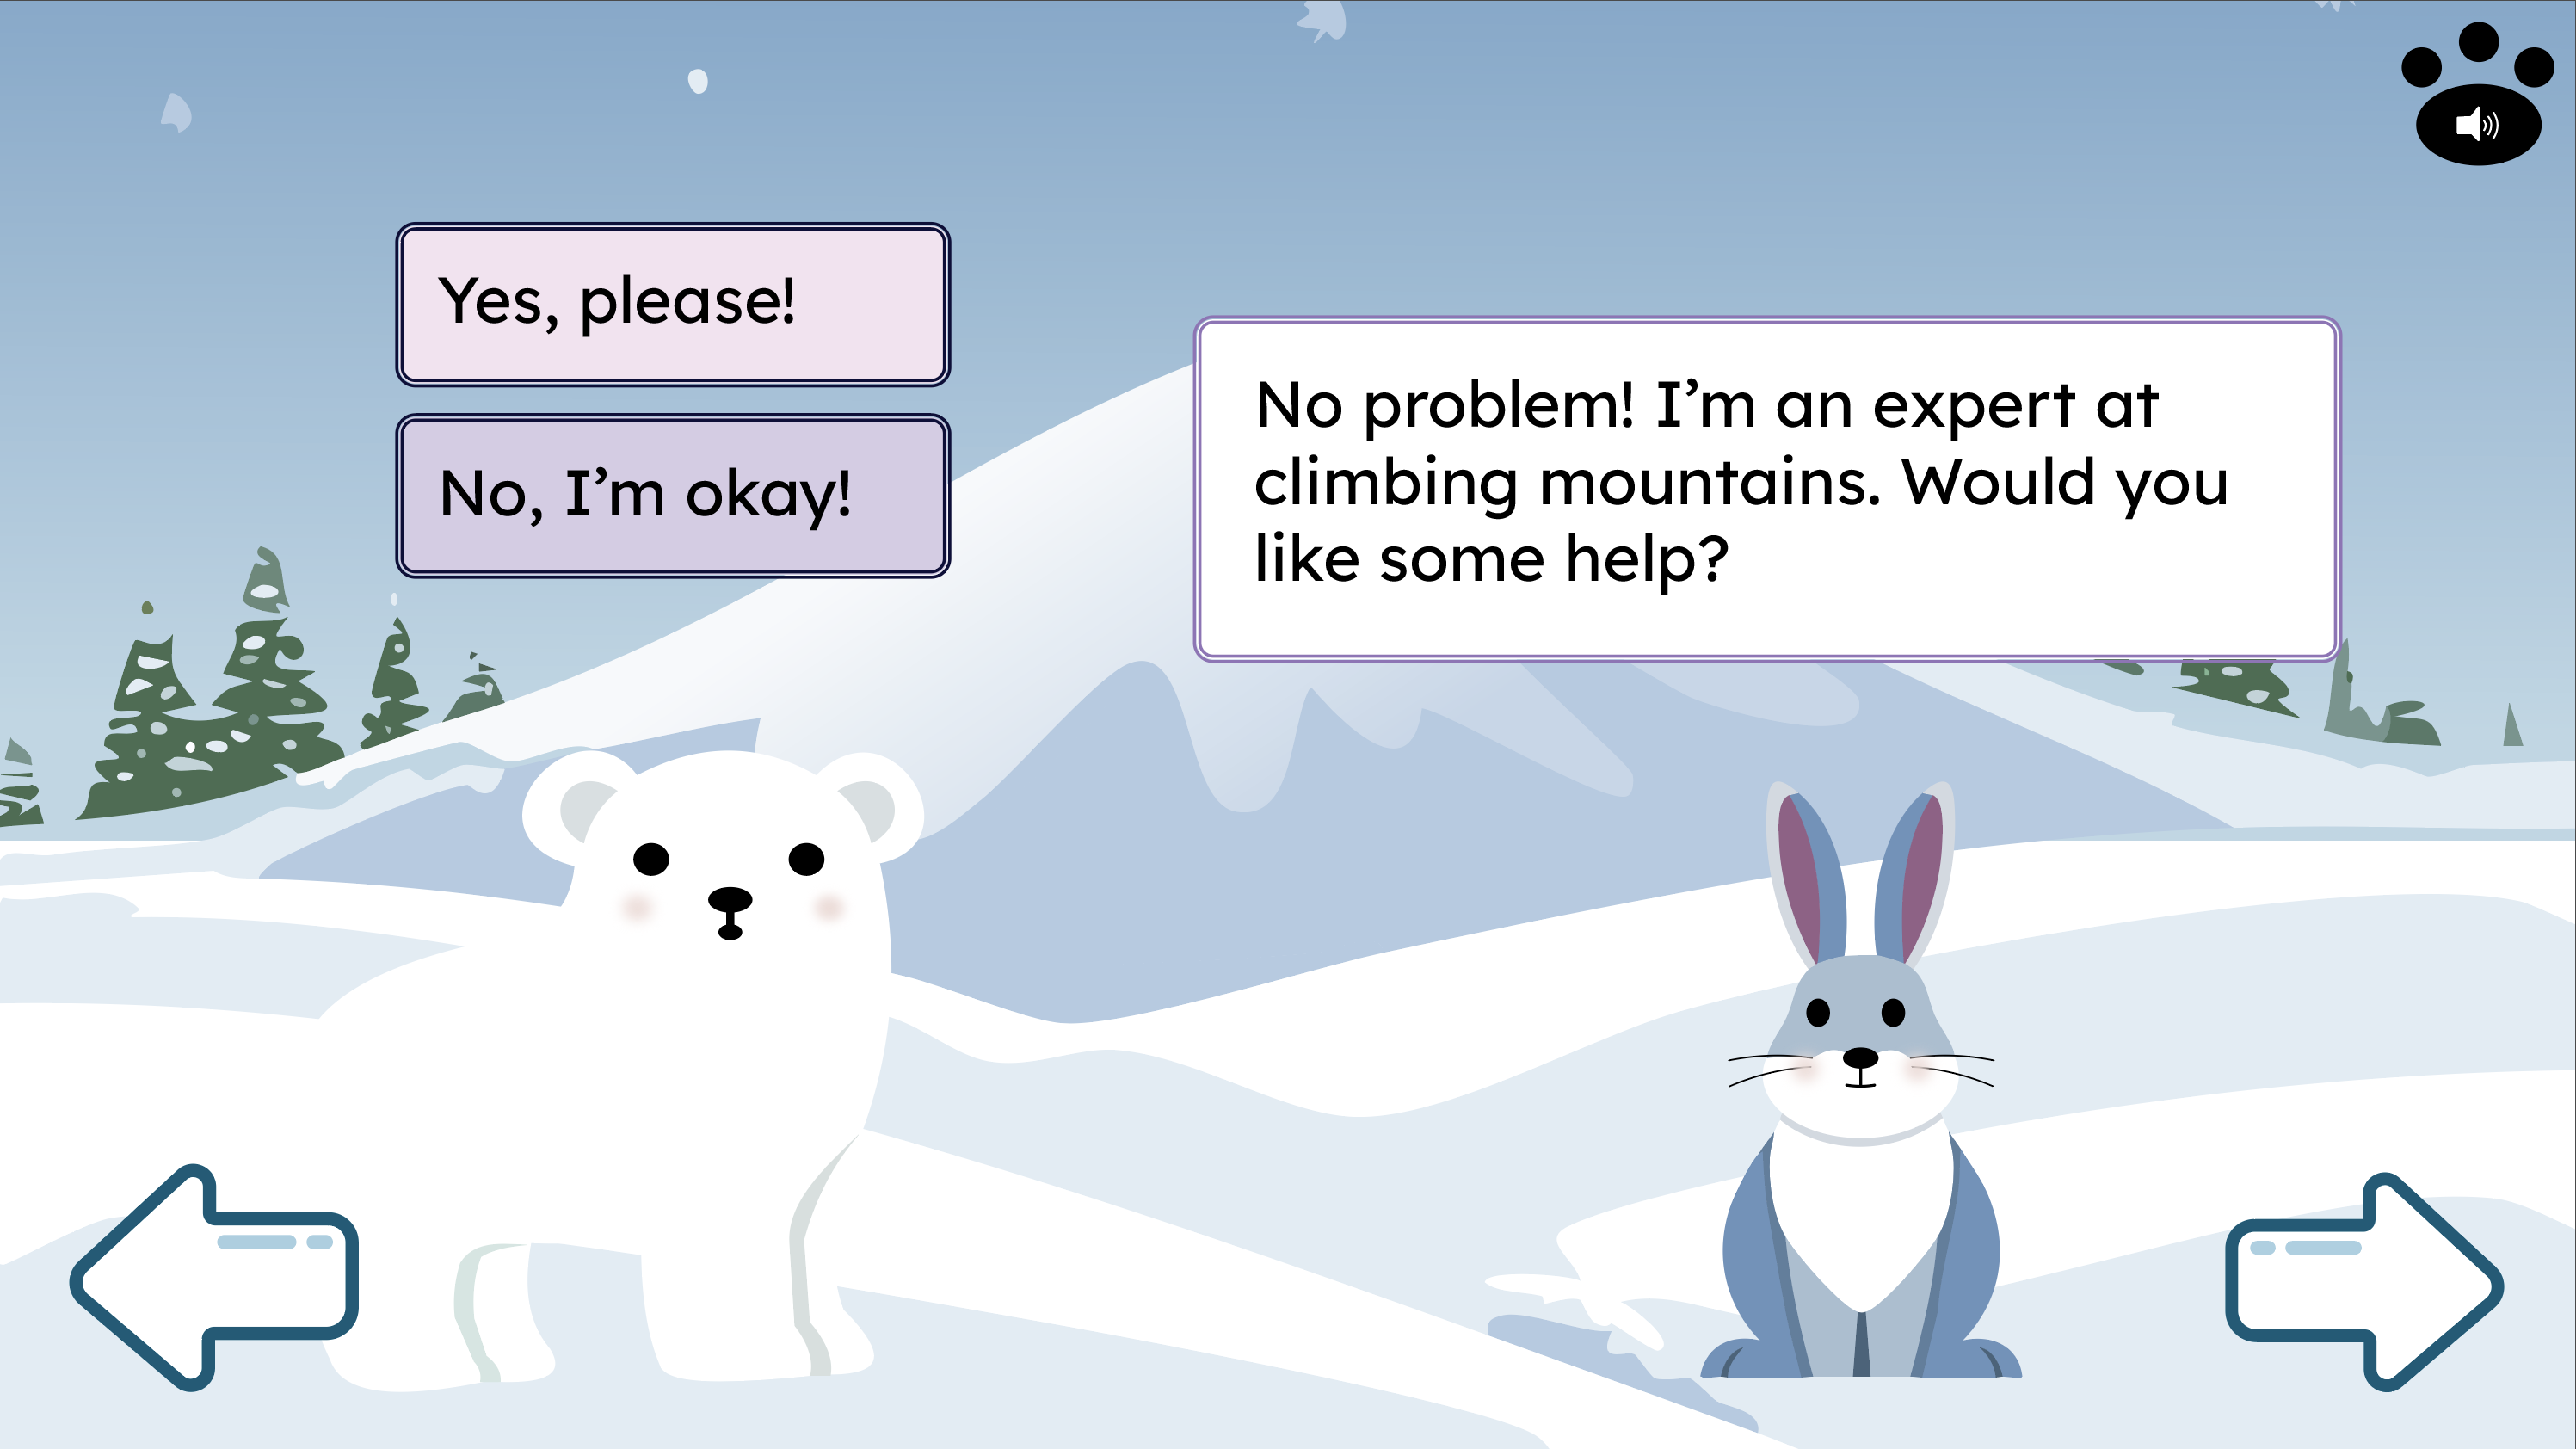 Yes, please!
No, I’m okay!
No problem! I’m an expert at
climbing mountains. Would you
like some help?